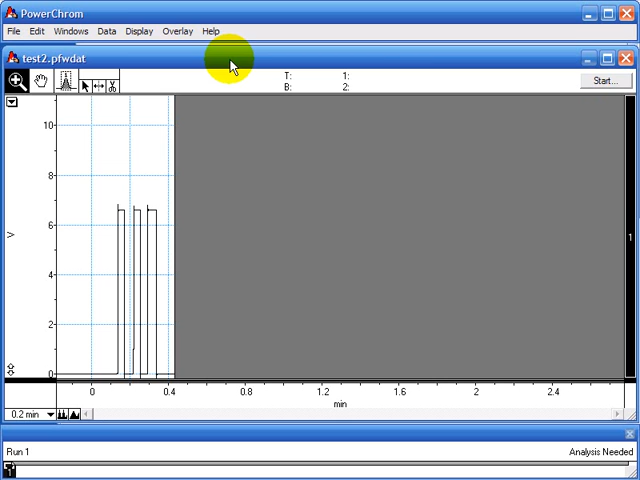 PowerChrom
File Edit Windows Data Display Overlay Help
test2.pfwdat
T: 1:
B: 2:
Start...
10
8
6
4
2
0
V
1
0 0.4 0.8 1.2 1.6 2 2.4
min
0.2 min
Run 1 Analysis Needed
1